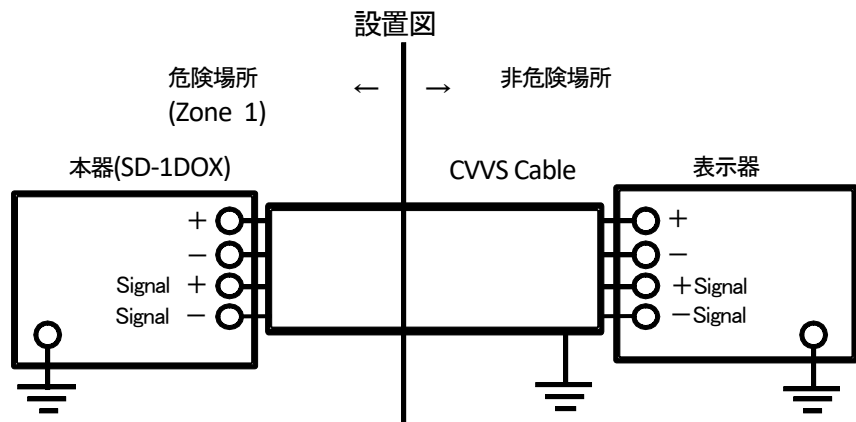 設置図
危険場所
(Zone 1)
← →
非危険場所
本器(SD-1DOX)
CVVS Cable
表示器
+
−
Signal +
Signal −
+
−
+Signal
−Signal